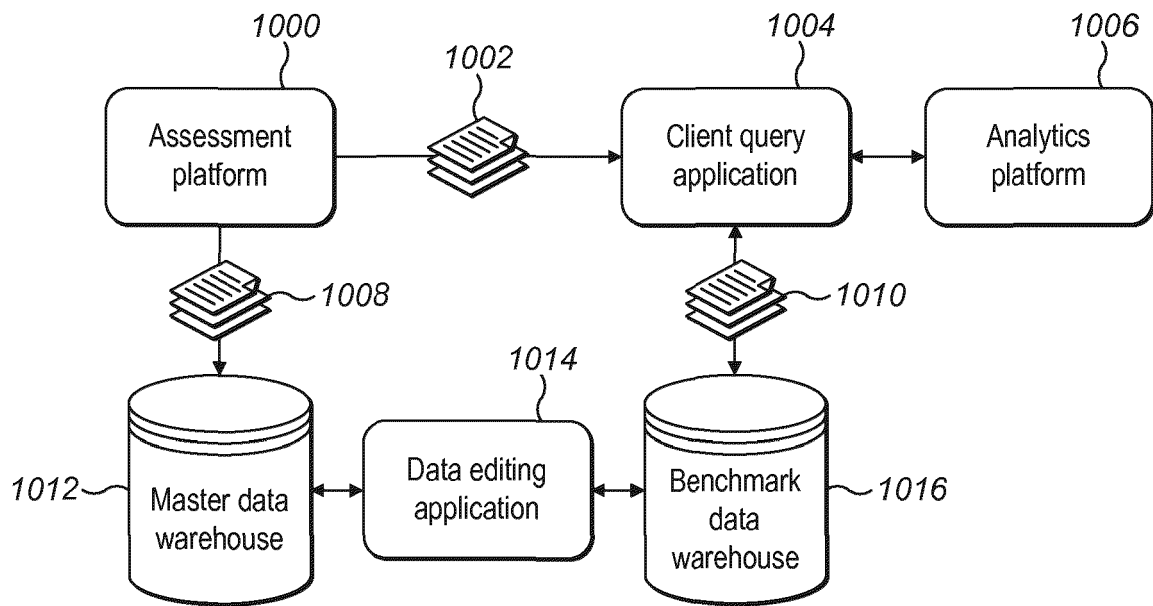 1000
1002
1004
1006
Assessment
platform
Client query
application
Analytics
platform
1008
1010
1014
1012
Master data
warehouse
Data editing
application
Benchmark
data
warehouse
1016